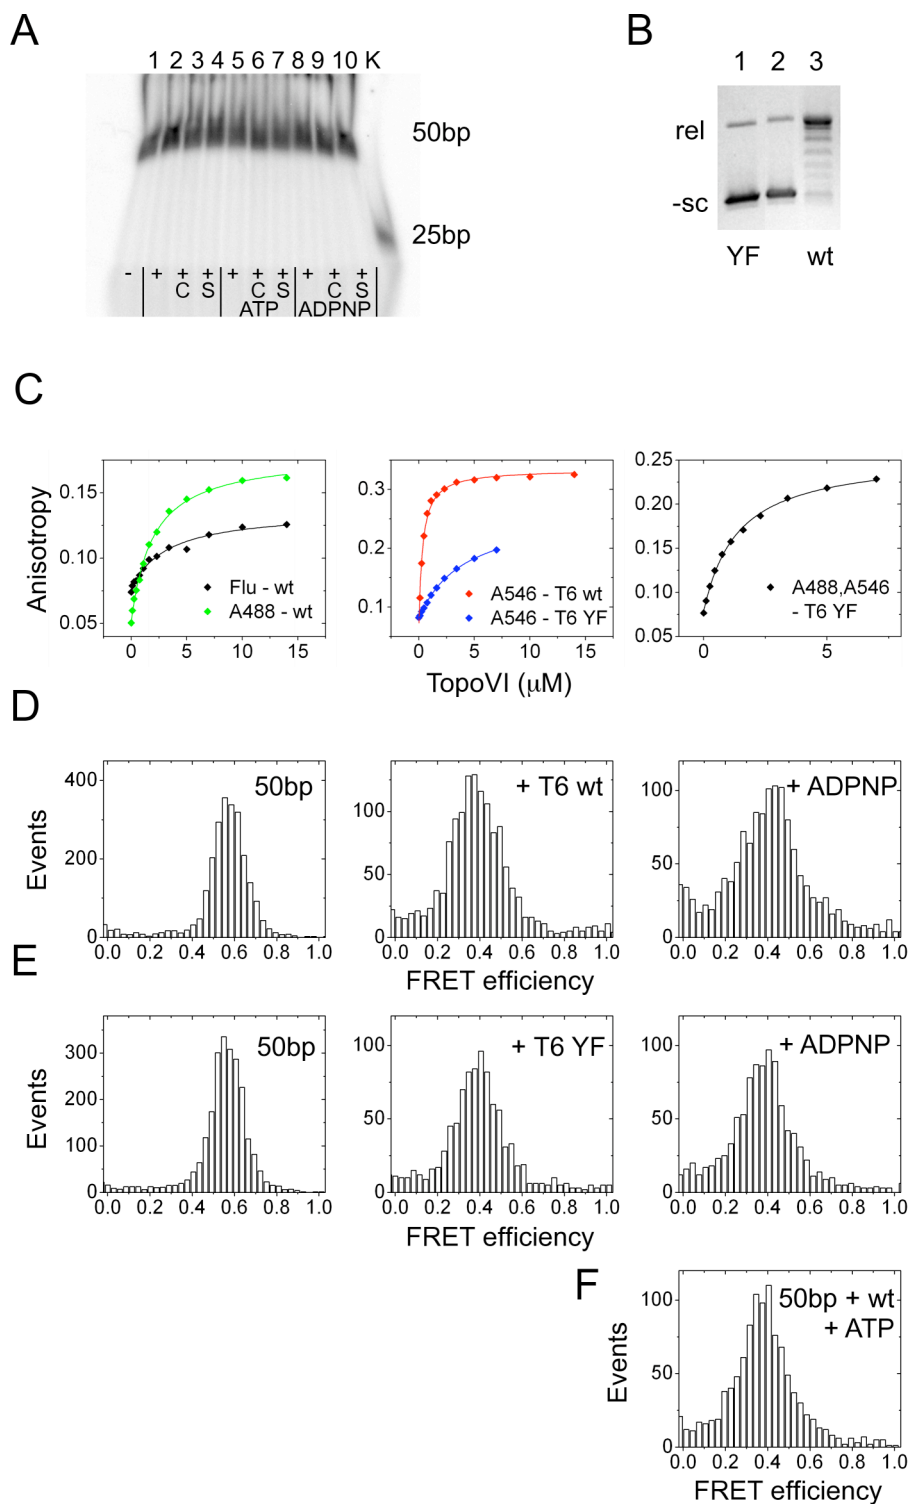 A
1 2 3 4 5 6 7 8 9 10 K
50bp
25bp
- + + + + + + + + +
C S C S C S
ATP ADPNP
B
1 2 3
rel
-sc
YF wt
C
Anisotropy
0.15
0.10
0.05
Flu - wt
A488 - wt
0 5 10 15
0.3
0.2
0.1
A546 - T6 wt
A546 - T6 YF
0 5 10 15
0.25
0.20
0.15
0.10
0.05
A488,A546
- T6 YF
0 5
TopoVI (μM)
D
Events
400
200
0
50bp
0.0 0.2 0.4 0.6 0.8 1.0
100
50
0
+ T6 wt
0.0 0.2 0.4 0.6 0.8 1.0
100
50
0
+ ADPNP
0.0 0.2 0.4 0.6 0.8 1.0
FRET efficiency
E
Events
300
200
100
0
50bp
0.0 0.2 0.4 0.6 0.8 1.0
100
50
0
+ T6 YF
0.0 0.2 0.4 0.6 0.8 1.0
100
50
0
+ ADPNP
0.0 0.2 0.4 0.6 0.8 1.0
FRET efficiency
F
Events
100
50
0
50bp + wt
+ ATP
0.0 0.2 0.4 0.6 0.8 1.0
FRET efficiency